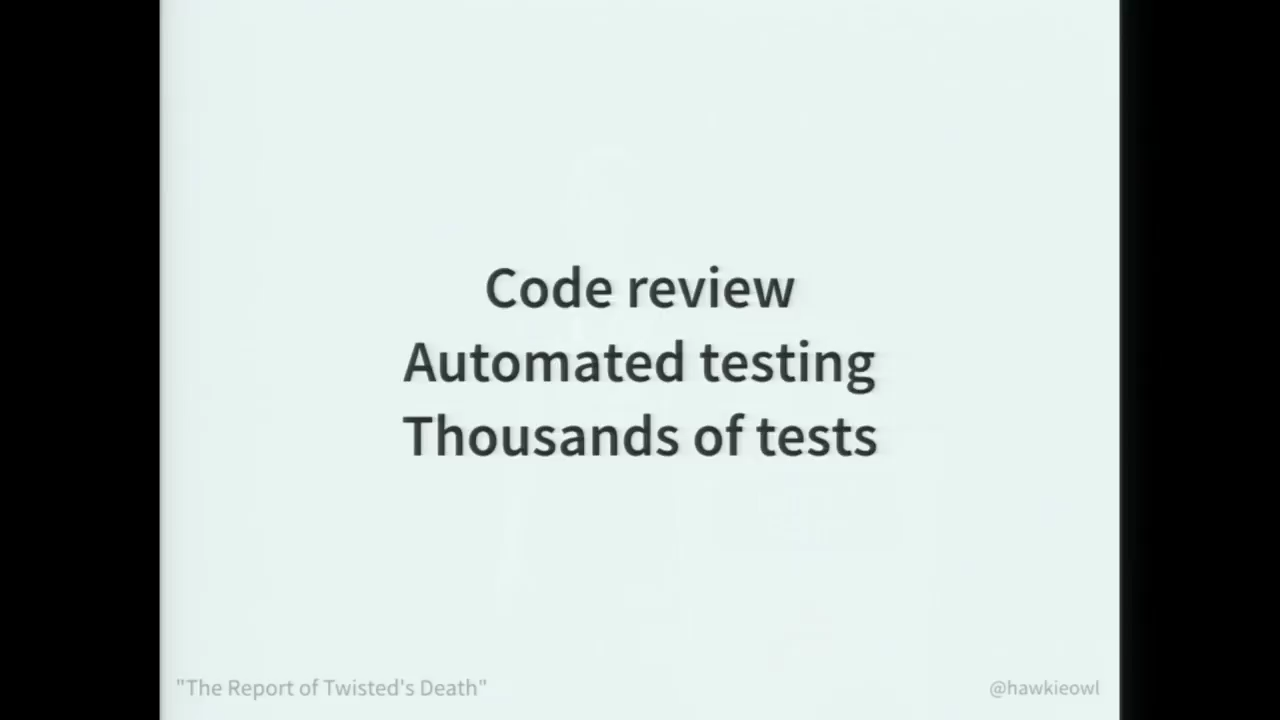 Code review
Automated testing
Thousands of tests
"The Report of Twisted's Death"
@hawkieowl